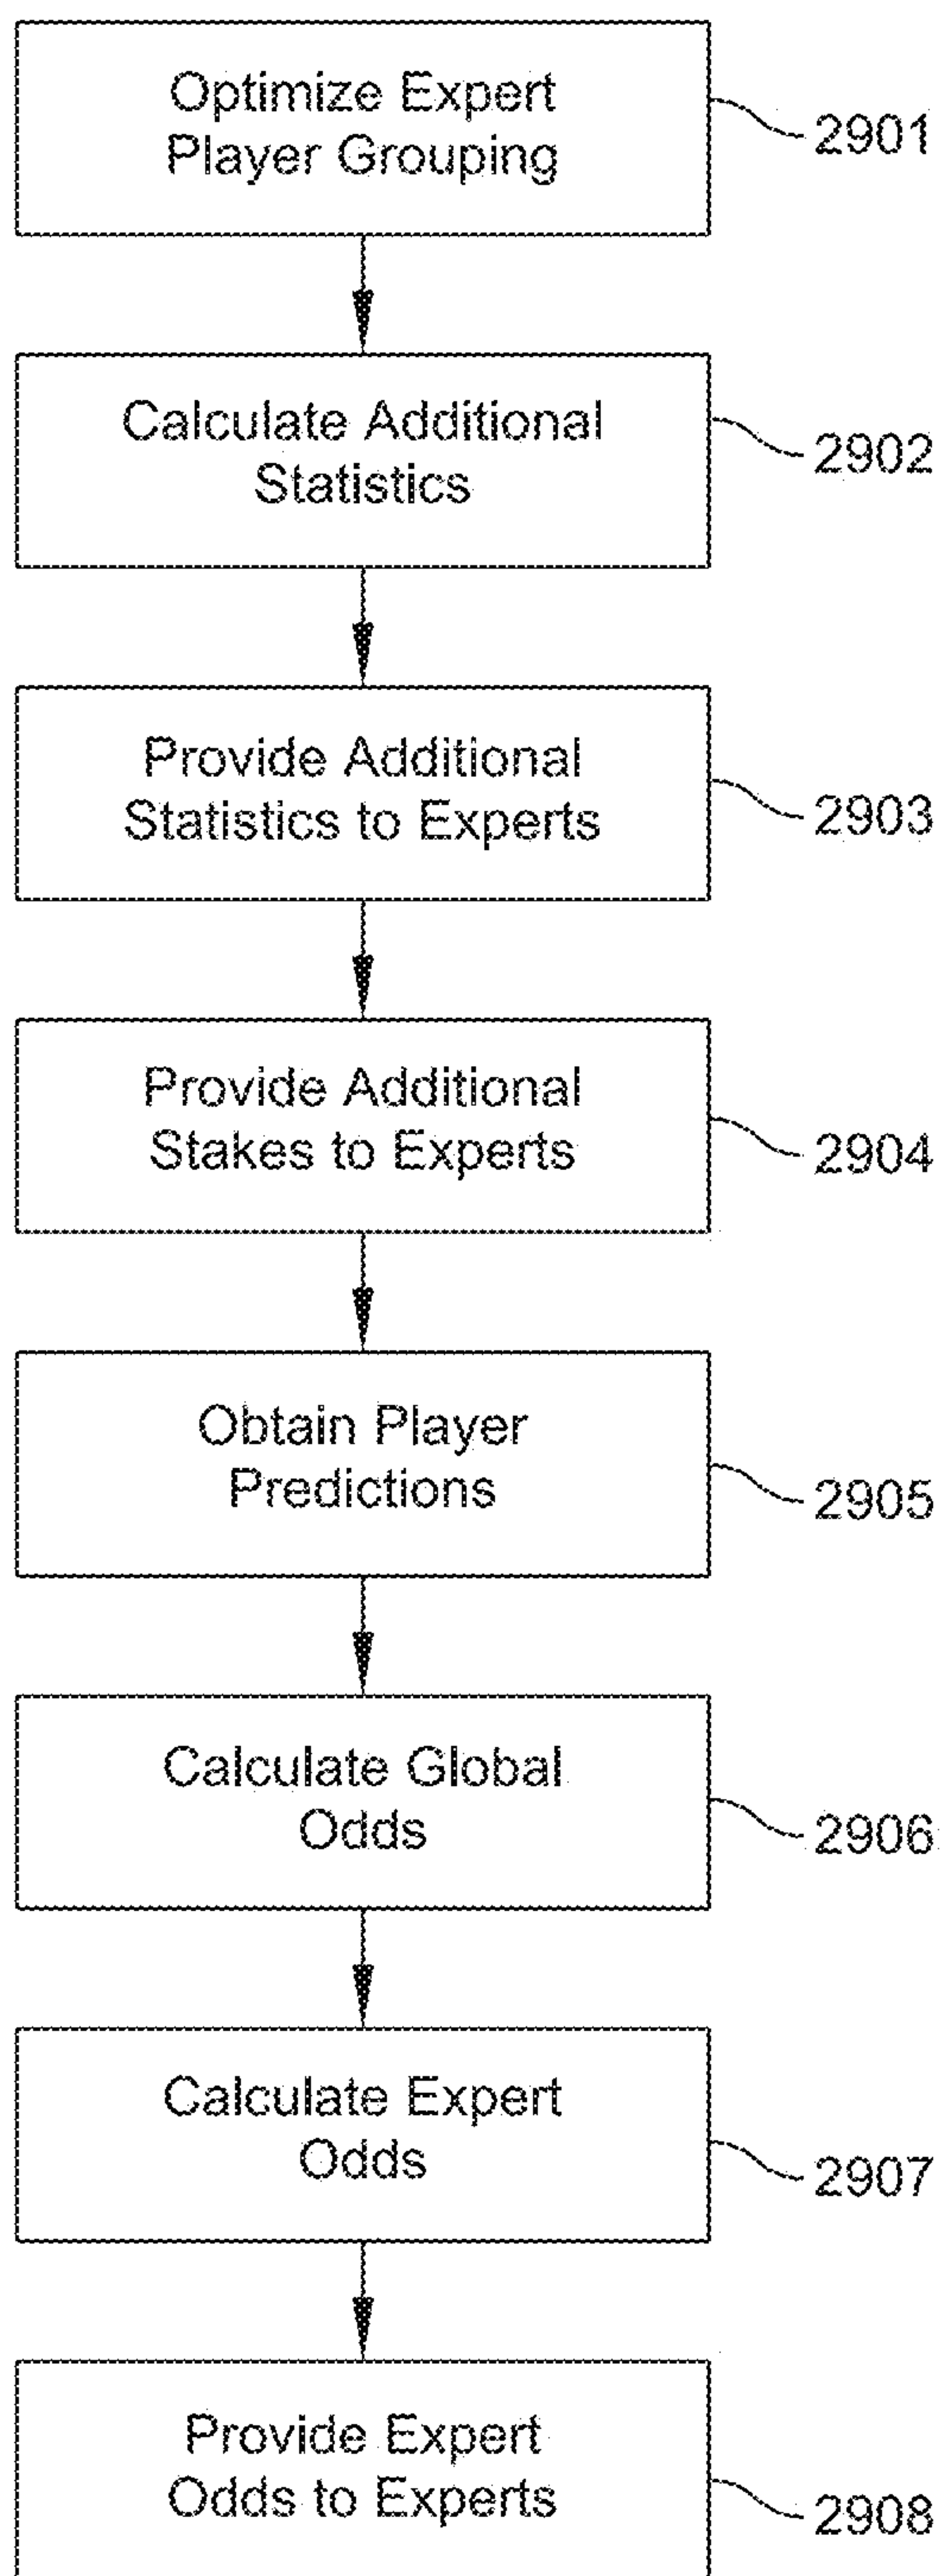 Optimize Expert
Player Grouping
2901
Calculate Additional
Statistics
2902
Provide Additional
Statistics to Experts
2903
Provide Additional
Stakes to Experts
2904
Obtain Player
Predictions
2905
Calculate Global
Odds
2906
Calculate Expert
Odds
2907
Provide Expert
Odds to Experts
2908